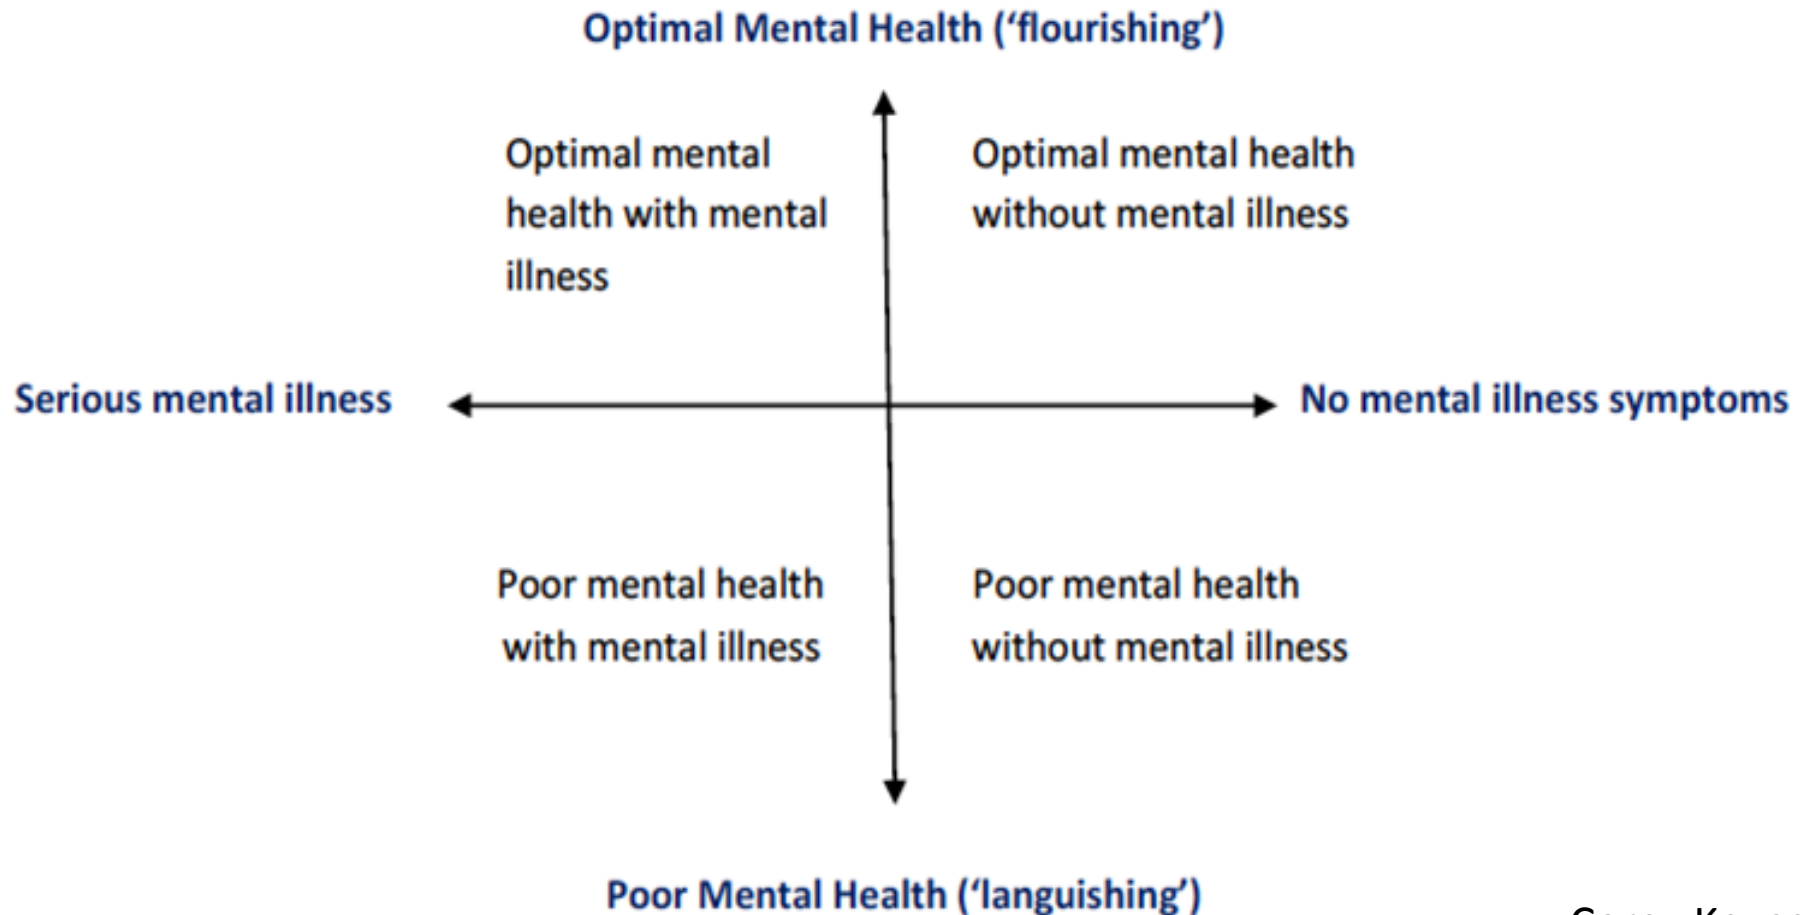 Optimal Mental Health (‘flourishing’)
Optimal mental
health with mental
illness
Optimal mental health
without mental illness
Serious mental illness
No mental illness symptoms
Poor mental health
with mental illness
Poor mental health
without mental illness
Poor Mental Health (‘languishing’)